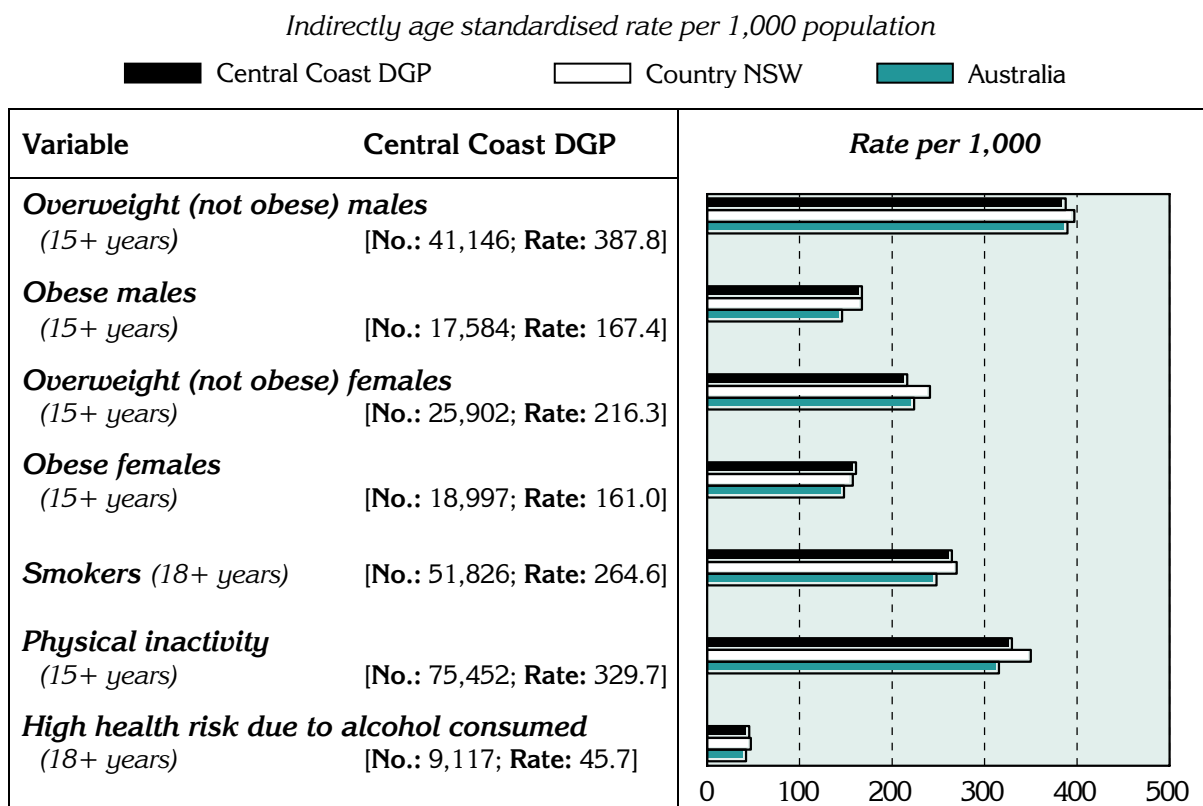 Indirectly age standardised rate per 1,000 population
Central Coast DGP Country NSW Australia
Variable Central Coast DGP Rate per 1,000
Overweight (not obese) males
(15+ years) [No.: 41,146; Rate: 387.8]
Obese males
(15+ years) [No.: 17,584; Rate: 167.4]
Overweight (not obese) females
(15+ years) [No.: 25,902; Rate: 216.3]
Obese females
(15+ years) [No.: 18,997; Rate: 161.0]
Smokers (18+ years) [No.: 51,826; Rate: 264.6]
Physical inactivity
(15+ years) [No.: 75,452; Rate: 329.7]
High health risk due to alcohol consumed
(18+ years) [No.: 9,117; Rate: 45.7]
0 100 200 300 400 500